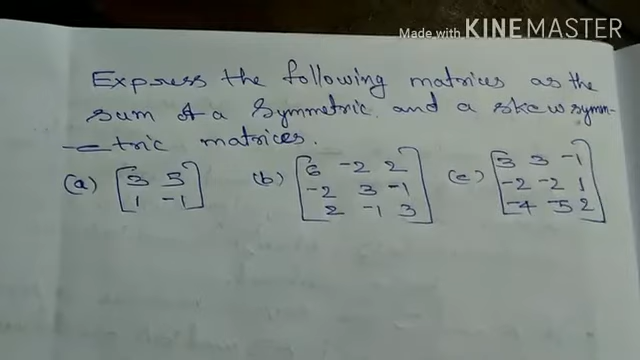 Made with KINEMASTER
Express the following matrices as the
sum of a symmetric and a skew symm-
-etric matrices.
(a) [3 5 (b) [6 -2 2 (c) [3 3 -1
1 -1] -2 3 -1 -2 -2 1
2 -1 3] -4 -5 2]